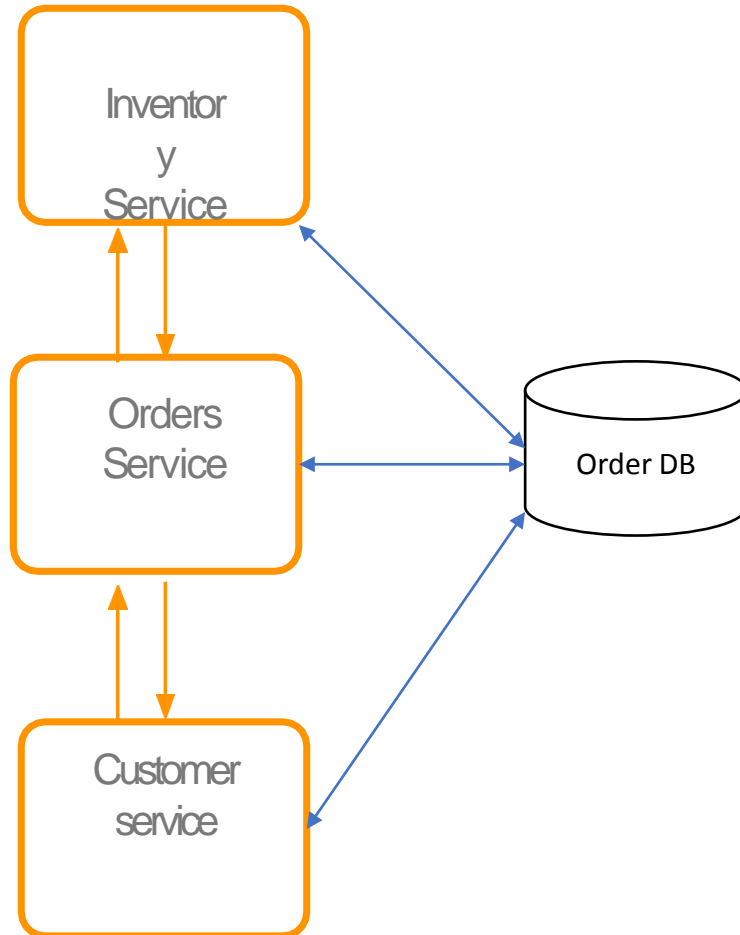 Inventor
y
Service
Orders
Service
Order DB
Customer
service